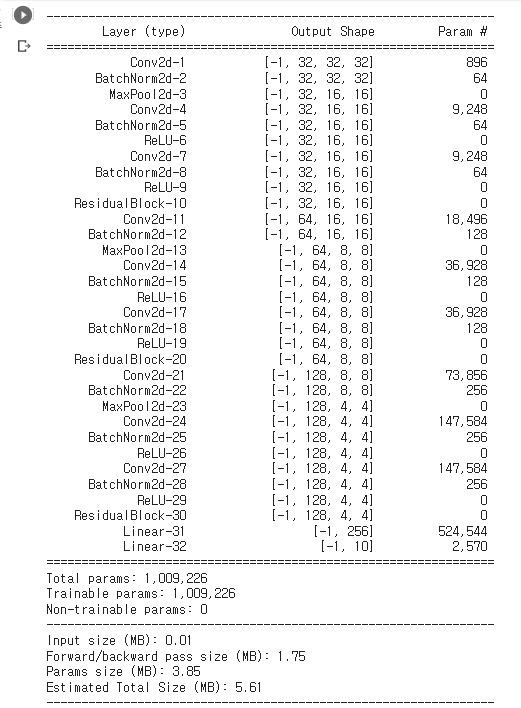 ----------------------------------------------------------------
Layer (type) Output Shape Param #
================================================================
Conv2d-1 [-1, 32, 32, 32] 896
BatchNorm2d-2 [-1, 32, 32, 32] 64
MaxPool2d-3 [-1, 32, 16, 16] 0
Conv2d-4 [-1, 32, 16, 16] 9,248
BatchNorm2d-5 [-1, 32, 16, 16] 64
ReLU-6 [-1, 32, 16, 16] 0
Conv2d-7 [-1, 32, 16, 16] 9,248
BatchNorm2d-8 [-1, 32, 16, 16] 64
ReLU-9 [-1, 32, 16, 16] 0
ResidualBlock-10 [-1, 32, 16, 16] 0
Conv2d-11 [-1, 64, 16, 16] 18,496
BatchNorm2d-12 [-1, 64, 16, 16] 128
MaxPool2d-13 [-1, 64, 8, 8] 0
Conv2d-14 [-1, 64, 8, 8] 36,928
BatchNorm2d-15 [-1, 64, 8, 8] 128
ReLU-16 [-1, 64, 8, 8] 0
Conv2d-17 [-1, 64, 8, 8] 36,928
BatchNorm2d-18 [-1, 64, 8, 8] 128
ReLU-19 [-1, 64, 8, 8] 0
ResidualBlock-20 [-1, 64, 8, 8] 0
Conv2d-21 [-1, 128, 8, 8] 73,856
BatchNorm2d-22 [-1, 128, 8, 8] 256
MaxPool2d-23 [-1, 128, 4, 4] 0
Conv2d-24 [-1, 128, 4, 4] 147,584
BatchNorm2d-25 [-1, 128, 4, 4] 256
ReLU-26 [-1, 128, 4, 4] 0
Conv2d-27 [-1, 128, 4, 4] 147,584
BatchNorm2d-28 [-1, 128, 4, 4] 256
ReLU-29 [-1, 128, 4, 4] 0
ResidualBlock-30 [-1, 128, 4, 4] 0
Linear-31 [-1, 256] 524,544
Linear-32 [-1, 10] 2,570
================================================================
Total params: 1,009,226
Trainable params: 1,009,226
Non-trainable params: 0
----------------------------------------------------------------
Input size (MB): 0.01
Forward/backward pass size (MB): 1.75
Params size (MB): 3.85
Estimated Total Size (MB): 5.61
----------------------------------------------------------------